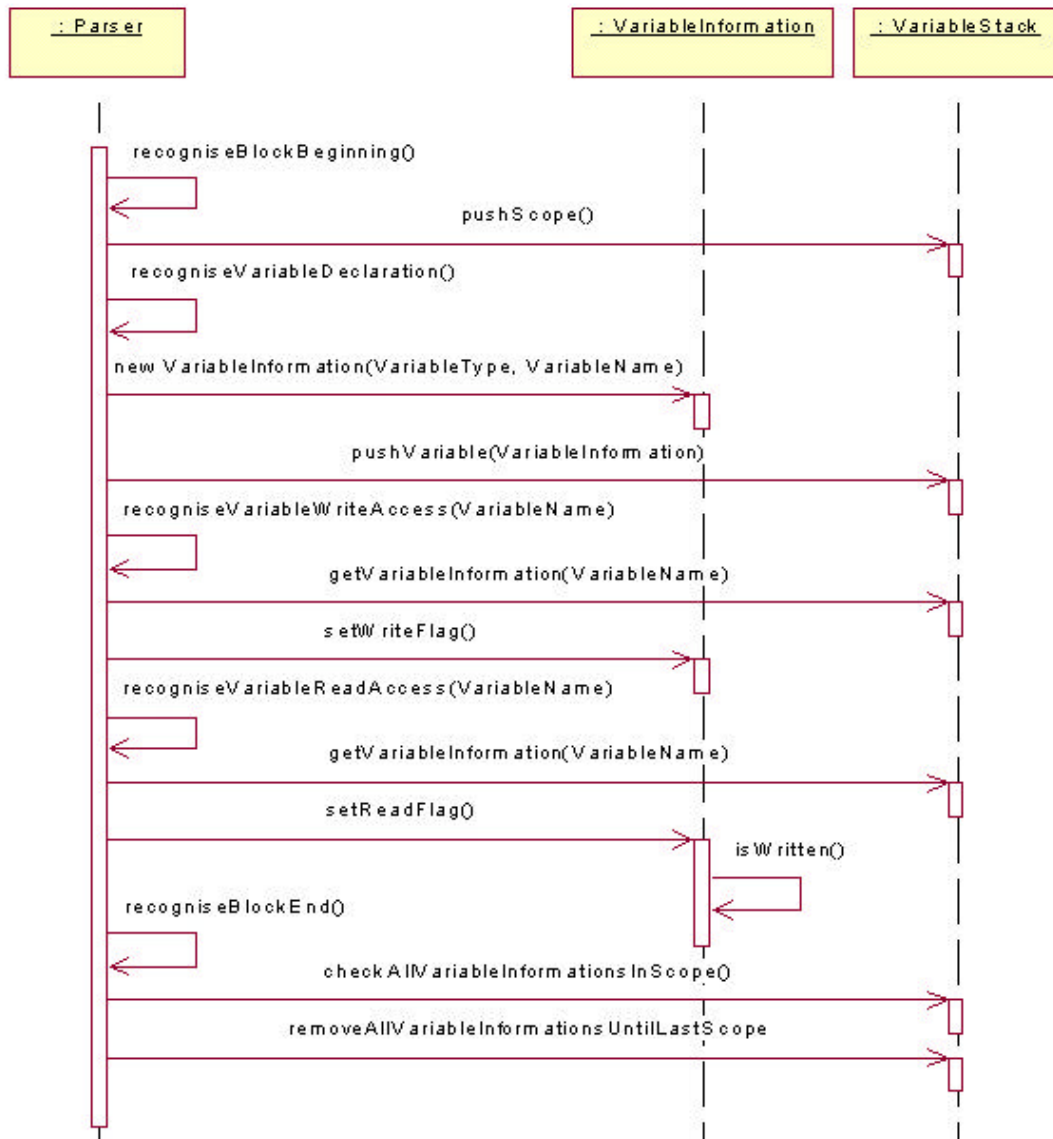 : Parser
: VariableInformation
: VariableStack
recogniseBlockBeginning()
pushScope()
recogniseVariableDeclaration()
new VariableInformation(VariableType, VariableName)
pushVariable(VariableInformation)
recogniseVariableWriteAccess(VariableName)
getVariableInformation(VariableName)
setWriteFlag()
recogniseVariableReadAccess(VariableName)
getVariableInformation(VariableName)
setReadFlag()
isWritten()
recogniseBlockEnd()
checkAllVariableInformationsInScope()
removeAllVariableInformationsUntilLastScope